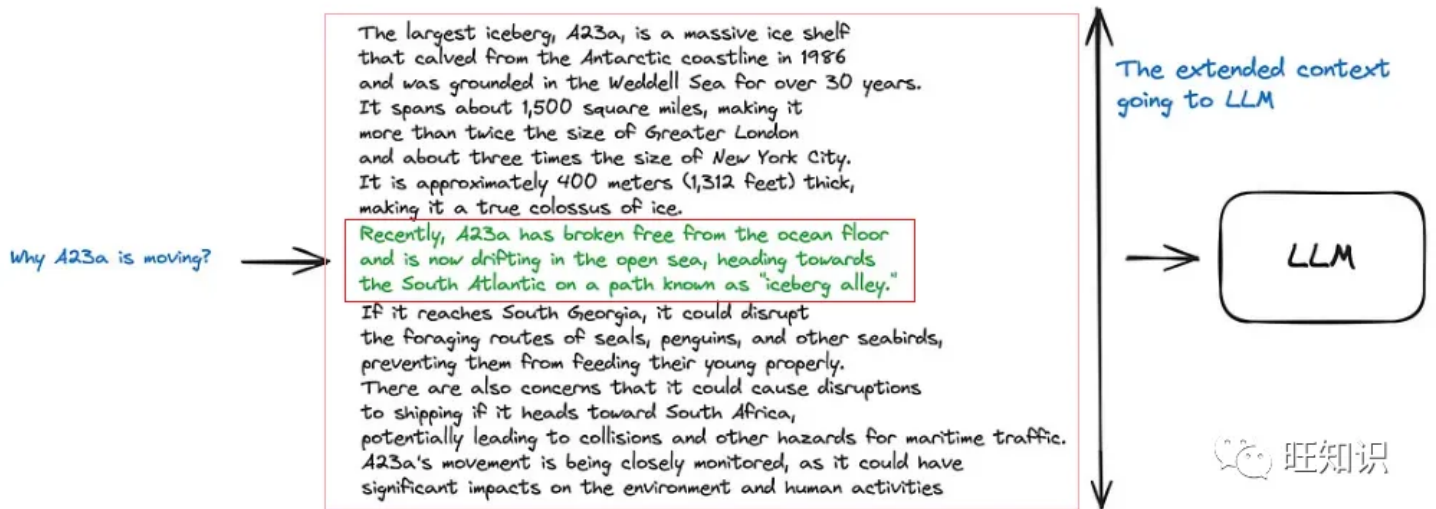 The largest iceberg, A23a, is a massive ice shelf
that calved from the Antarctic coastline in 1986
and was grounded in the Weddell Sea for over 30 years.
It spans about 1,500 square miles, making it
more than twice the size of Greater London
and about three times the size of New York City.
It is approximately 400 meters (1,312 feet) thick,
making it a true colossus of ice.
Why A23a is moving?
Recently, A23a has broken free from the ocean floor
and is now drifting in the open sea, heading towards
the South Atlantic on a path known as "iceberg alley."
If it reaches South Georgia, it could disrupt
the foraging routes of seals, penguins, and other seabirds,
preventing them from feeding their young properly.
There are also concerns that it could cause disruptions
to shipping if it heads toward South Africa,
potentially leading to collisions and other hazards for maritime traffic.
A23a's movement is being closely monitored, as it could have
significant impacts on the environment and human activities
The extended context
going to LLM
LLM
旺知识